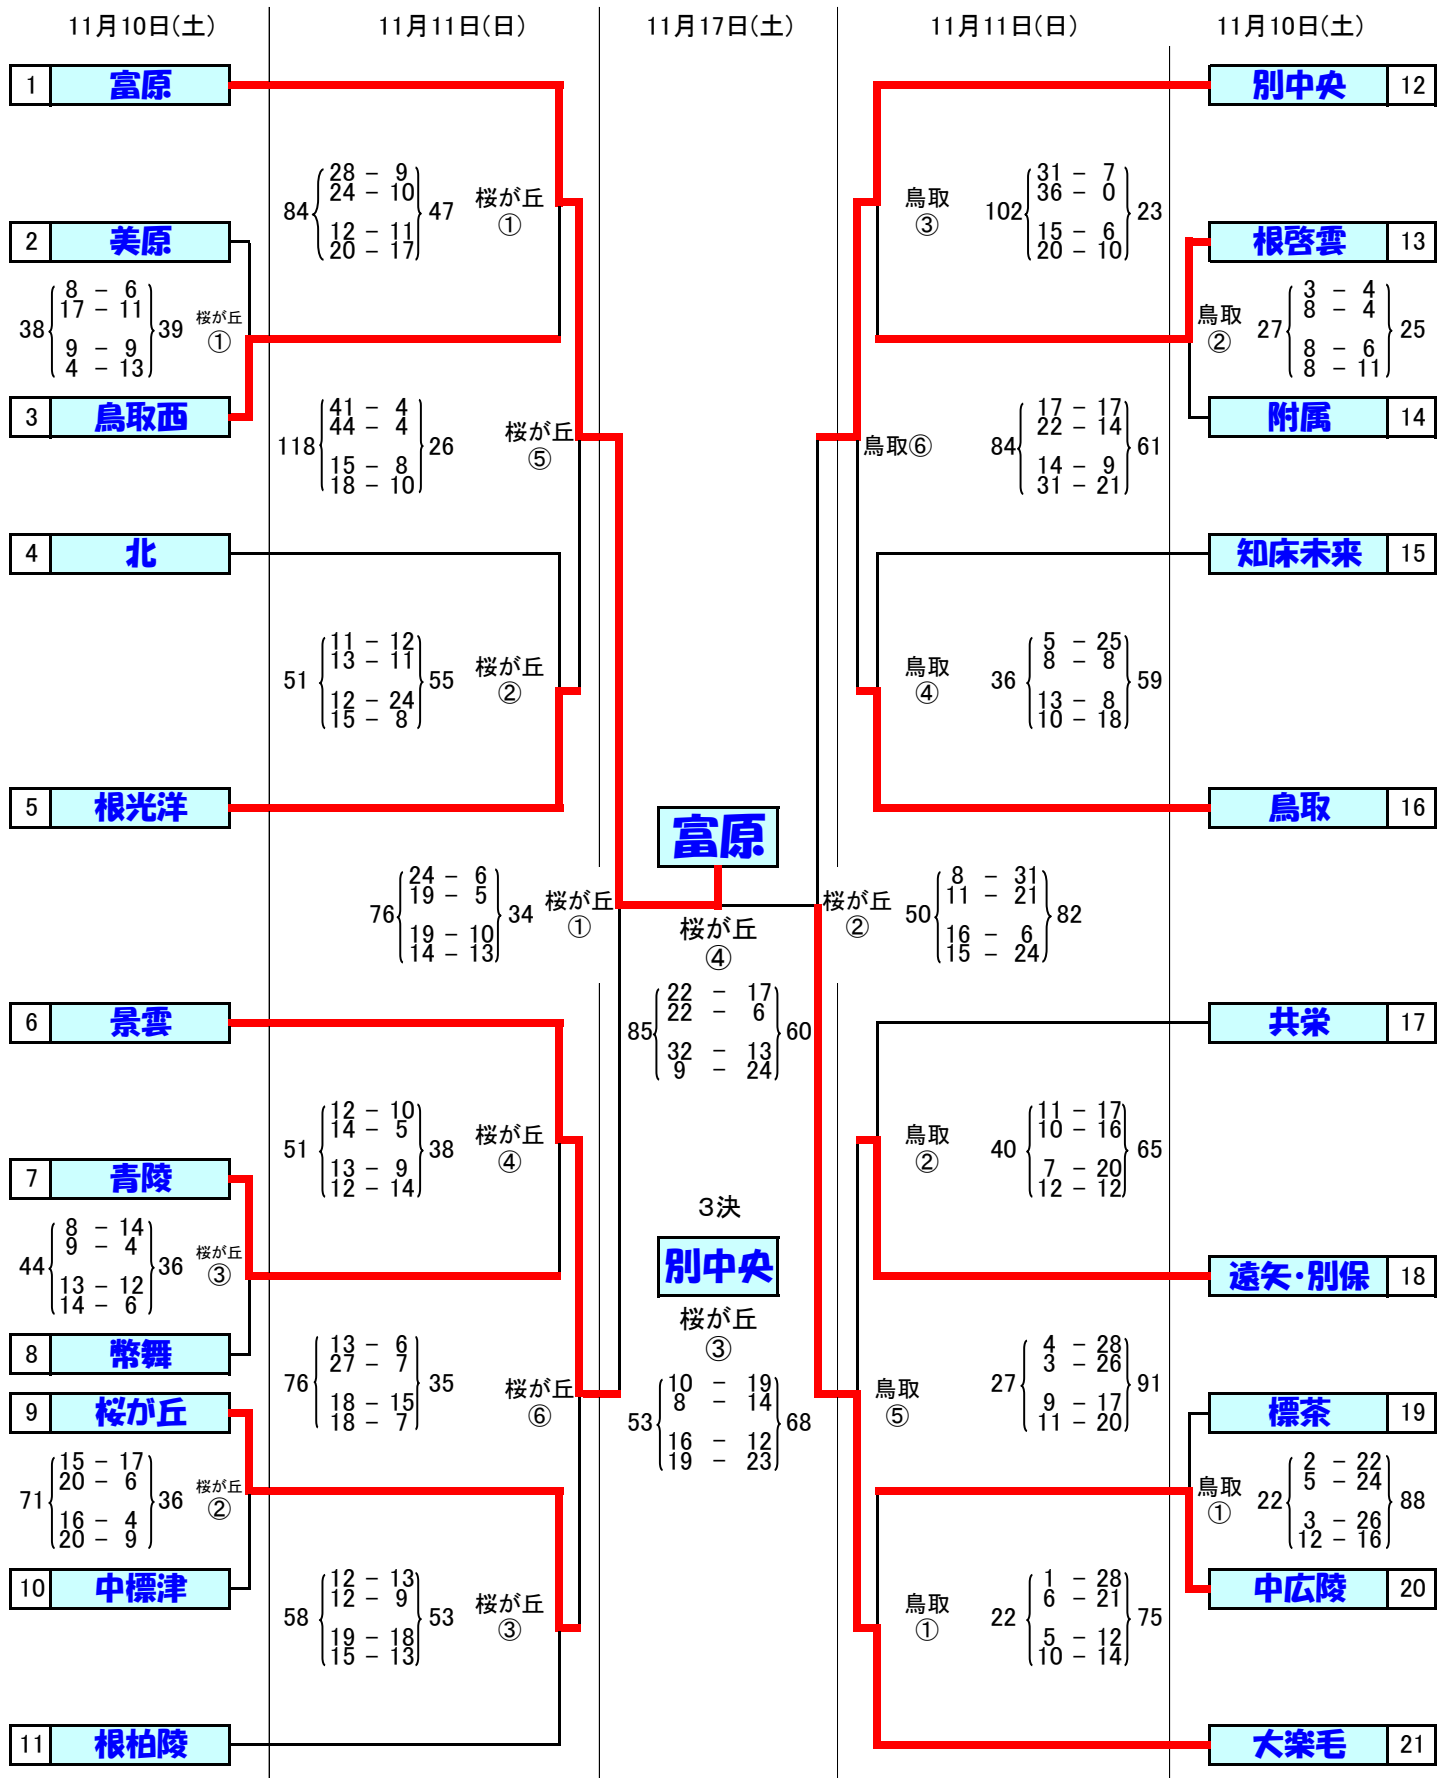 11月10日(土) 11月11日(日) 11月17日(土) 11月11日(日) 11月10日(土)
1 富原
別中央 12
28 - 9
24 - 10
84 47
12 - 11
20 - 17
桜が丘
①
鳥取
③
31 - 7
36 - 0
102 23
15 - 6
20 - 10
2 美原
根啓雲 13
8 - 6
17 - 11
38 39
9 - 9
4 - 13
桜が丘
①
鳥取
②
3 - 4
8 - 4
27 25
8 - 6
8 - 11
3 鳥取西
附属 14
41 - 4
44 - 4
118 26
15 - 8
18 - 10
桜が丘
⑤
鳥取⑥
17 - 17
22 - 14
84 61
14 - 9
31 - 21
4 北
知床未来 15
11 - 12
13 - 11
51 55
12 - 24
15 - 8
桜が丘
②
鳥取
④
5 - 25
8 - 8
36 59
13 - 8
10 - 18
5 根光洋
鳥取 16
富原
24 - 6
19 - 5
76 34
19 - 10
14 - 13
桜が丘
①
桜が丘
④
桜が丘
②
8 - 31
11 - 21
50 82
16 - 6
15 - 24
22 - 17
22 - 6
85 60
32 - 13
9 - 24
6 景雲
共栄 17
12 - 10
14 - 5
51 38
13 - 9
12 - 14
桜が丘
④
鳥取
②
11 - 17
10 - 16
40 65
7 - 20
12 - 12
7 青陵
3決
別中央
桜が丘
③
10 - 19
8 - 14
53 68
16 - 12
19 - 23
8 - 14
9 - 4
44 36
13 - 12
14 - 6
桜が丘
③
遠矢・別保 18
8 幣舞
13 - 6
27 - 7
76 35
18 - 15
18 - 7
桜が丘
⑥
鳥取
⑤
4 - 28
3 - 26
27 91
9 - 17
11 - 20
9 桜が丘
標茶 19
15 - 17
20 - 6
71 36
16 - 4
20 - 9
桜が丘
②
鳥取
①
2 - 22
5 - 24
22 88
3 - 26
12 - 16
10 中標津
中広陵 20
12 - 13
12 - 9
58 53
19 - 18
15 - 13
桜が丘
③
鳥取
①
1 - 28
6 - 21
22 75
5 - 12
10 - 14
11 根柏陵
大楽毛 21